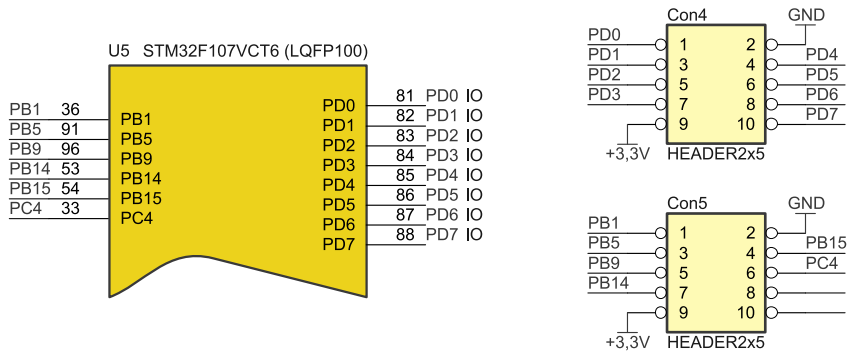 U5 STM32F107VCT6 (LQFP100)
PB1 36 PB1
PB5 91 PB5
PB9 96 PB9
PB14 53 PB14
PB15 54 PB15
PC4 33 PC4
PD0 81 PD0 IO
PD1 82 PD1 IO
PD2 83 PD2 IO
PD3 84 PD3 IO
PD4 85 PD4 IO
PD5 86 PD5 IO
PD6 87 PD6 IO
PD7 88 PD7 IO
Con4 GND
PD0 1 2
PD1 3 4 PD4
PD2 5 6 PD5
PD3 7 8 PD6
9 10 PD7
+3,3V HEADER2x5
Con5 GND
PB1 1 2
PB5 3 4 PB15
PB9 5 6 PC4
PB14 7 8
9 10
+3,3V HEADER2x5